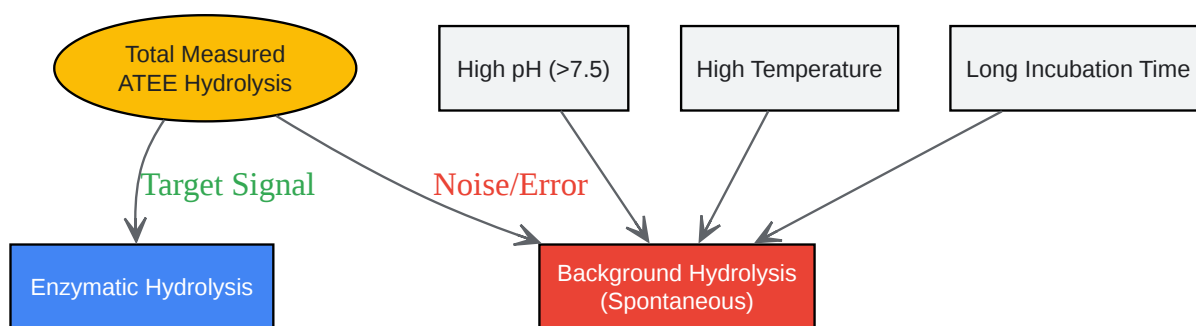 Total Measured
ATEE Hydrolysis
High pH (>7.5)
High Temperature
Long Incubation Time
Target Signal
Noise/Error
Enzymatic Hydrolysis
Background Hydrolysis
(Spontaneous)